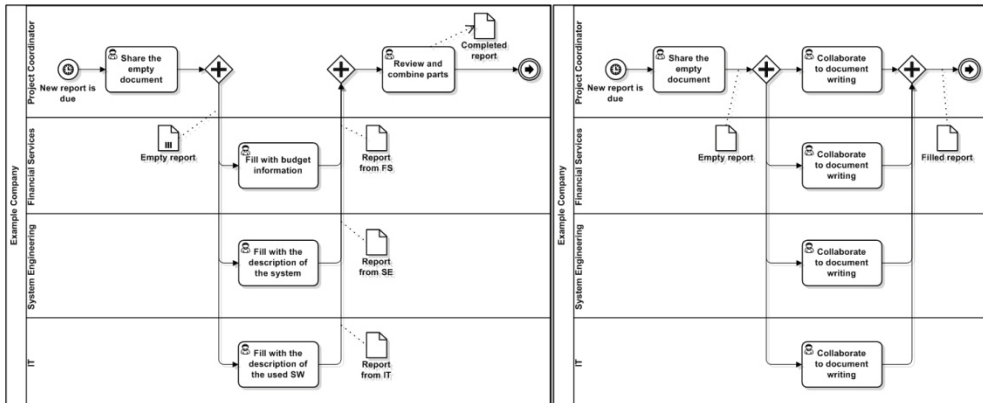 Example Company
Project Coordinator
New report is
due
Share the
empty
document
Review and
combine parts
Completed
report
Empty report
Financial Services
Fill with budget
information
Report
from FS
System Engineering
Fill with the
description of
the system
Report
from SE
IT
Fill with the
description of
the used SW
Report
from IT
Example Company
Project Coordinator
New report is
due
Share the
empty
document
Collaborate
to document
writing
Empty report
Filled report
Financial Services
Collaborate
to document
writing
System Engineering
Collaborate
to document
writing
IT
Collaborate
to document
writing